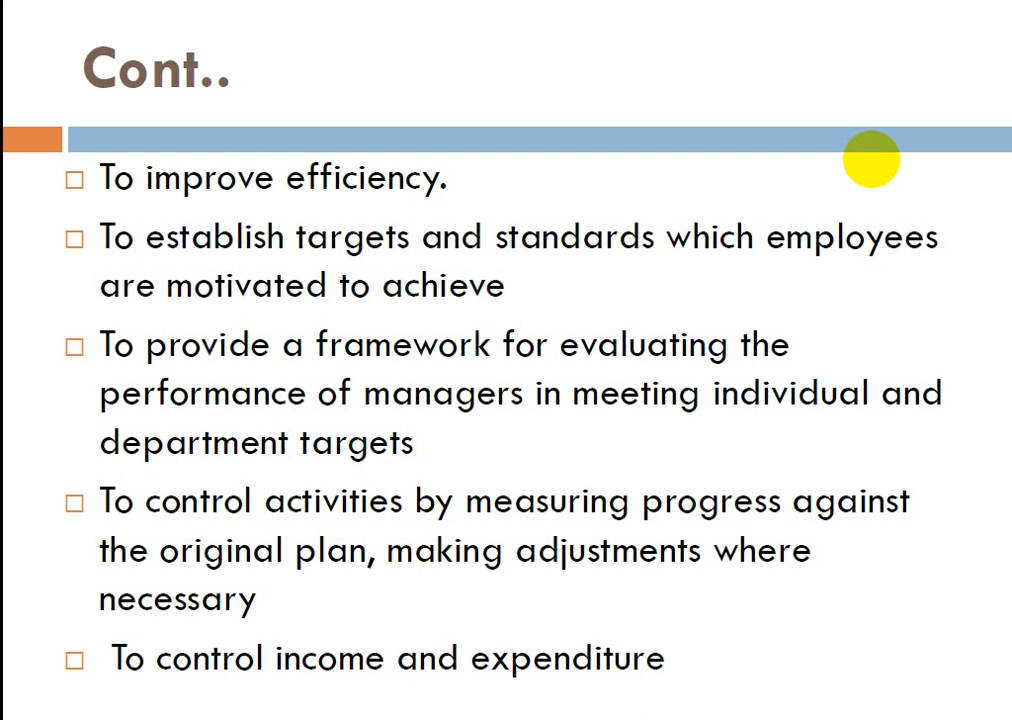 Cont..
To improve efficiency.
To establish targets and standards which employees
are motivated to achieve
To provide a framework for evaluating the
performance of managers in meeting individual and
department targets
To control activities by measuring progress against
the original plan, making adjustments where
necessary
To control income and expenditure